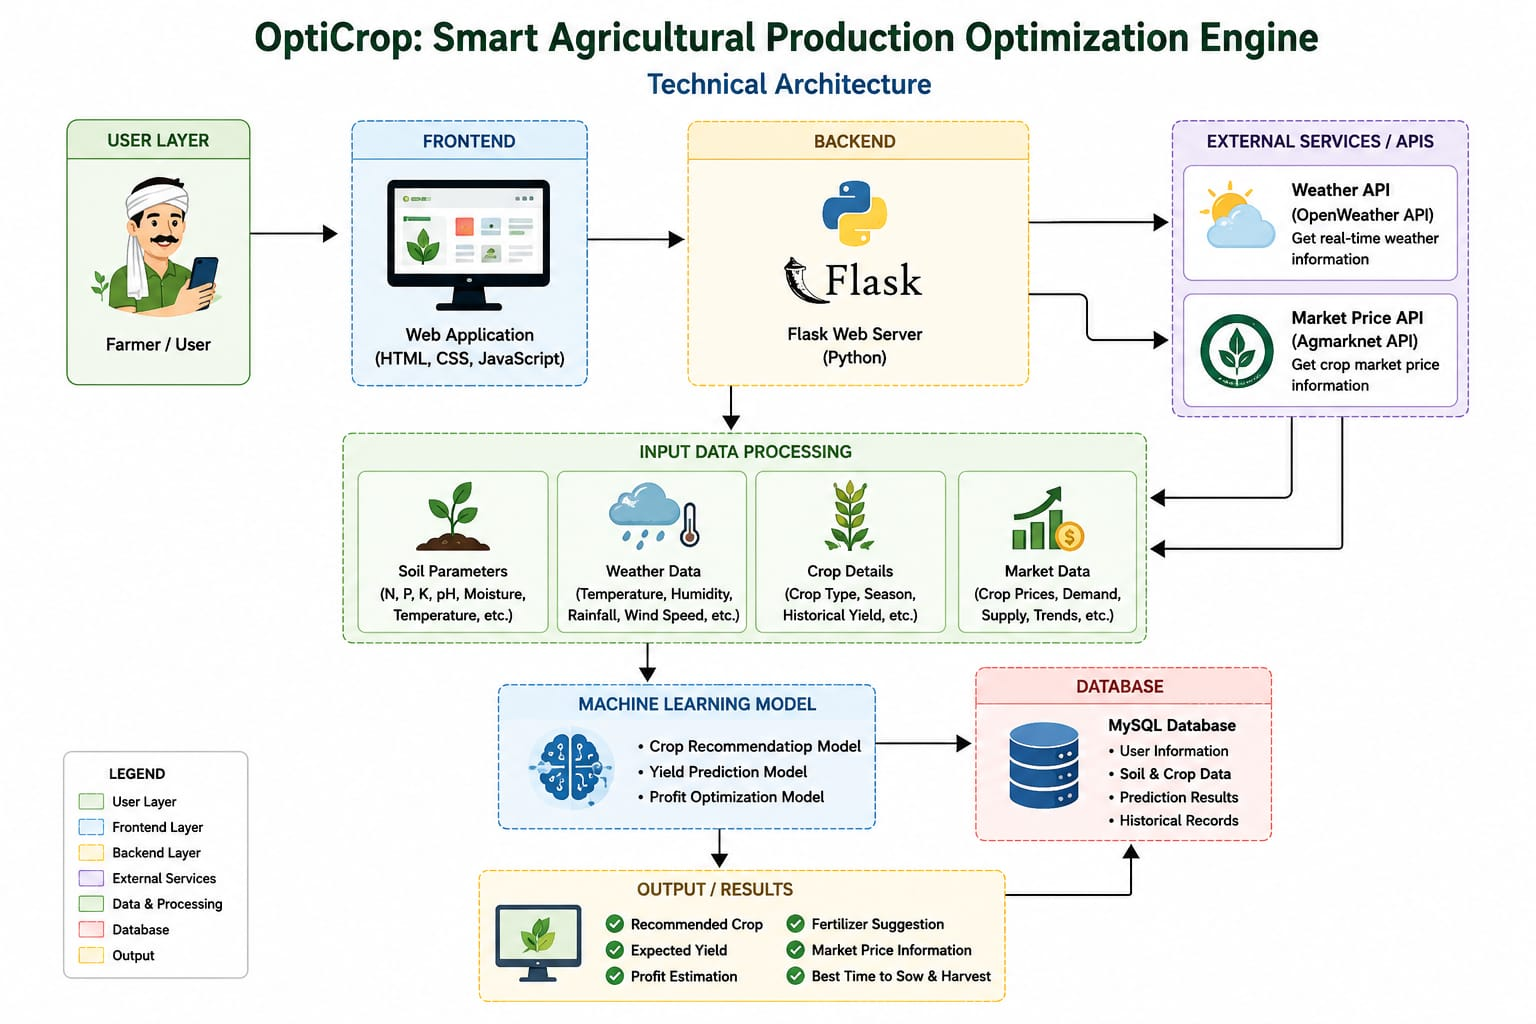 OptiCrop: Smart Agricultural Production Optimization Engine
Technical Architecture
USER LAYER
Farmer / User
FRONTEND
Web Application
(HTML, CSS, JavaScript)
BACKEND
Flask
Flask Web Server
(Python)
EXTERNAL SERVICES / APIS
Weather API
(OpenWeather API)
Get real-time weather
information
Market Price API
(Agmarknet API)
Get crop market price
information
INPUT DATA PROCESSING
Soil Parameters
(N, P, K, pH, Moisture,
Temperature, etc.)
Weather Data
(Temperature, Humidity,
Rainfall, Wind Speed, etc.)
Crop Details
(Crop Type, Season,
Historical Yield, etc.)
$
Market Data
(Crop Prices, Demand,
Supply, Trends, etc.)
MACHINE LEARNING MODEL
• Crop Recommendatiop Model
• Yield Prediction Model
• Profit Optimization Model
DATABASE
MySQL Database
• User Information
• Soil & Crop Data
• Prediction Results
• Historical Records
OUTPUT / RESULTS
Recommended Crop
Expected Yield
Profit Estimation
Fertilizer Suggestion
Market Price Information
Best Time to Sow & Harvest
LEGEND
User Layer
Frontend Layer
Backend Layer
External Services
Data & Processing
Database
Output